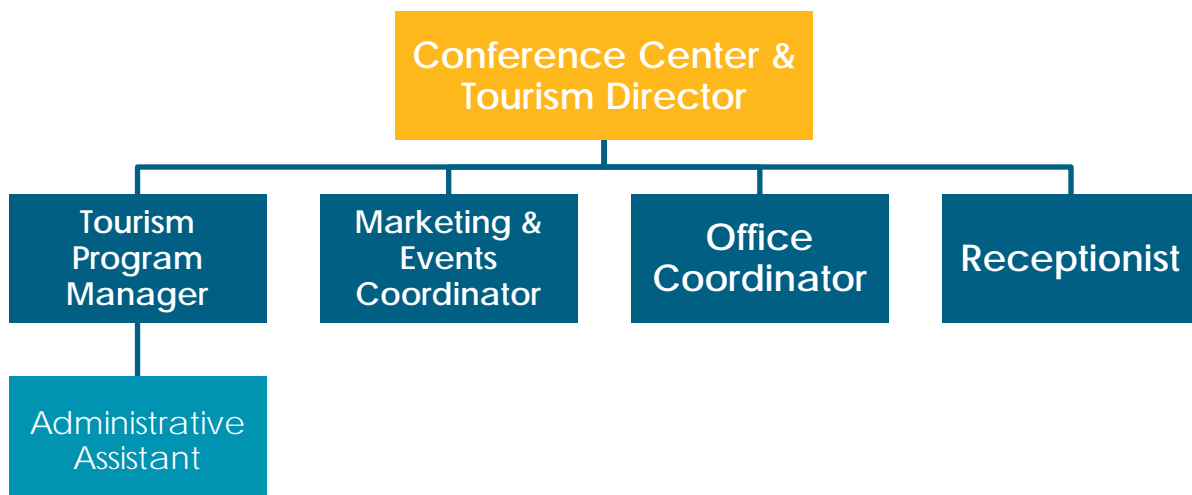 Conference Center &
Tourism Director
Tourism
Program
Manager
Marketing &
Events
Coordinator
Office
Coordinator
Receptionist
Administrative
Assistant